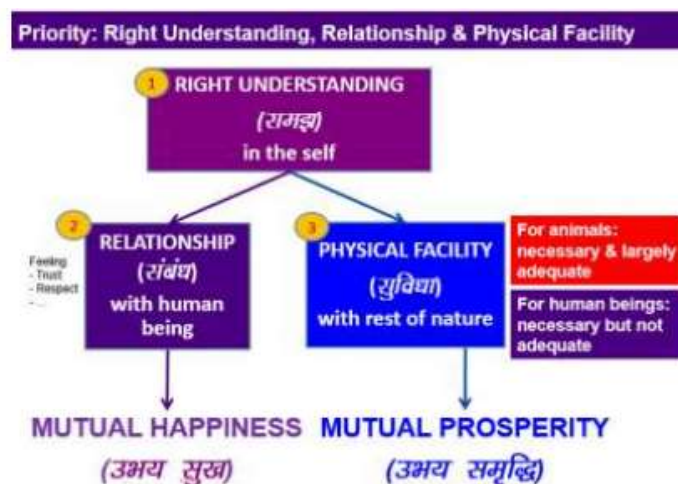 Priority: Right Understanding, Relationship & Physical Facility
1
RIGHT UNDERSTANDING
(समझ)
in the self
2
RELATIONSHIP
(संबंध)
with human
being
Feeling
- Trust
- Respect
- ...
3
PHYSICAL FACILITY
(सुविधा)
with rest of nature
For animals:
necessary & largely
adequate
For human beings:
necessary but not
adequate
MUTUAL HAPPINESS
(उभय सुख)
MUTUAL PROSPERITY
(उभय समृद्धि)